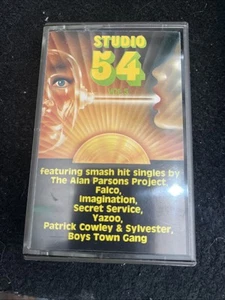 STUDIO
54
featuring smash hit singles by
The Alan Parsons Project,
Falco,
Imagination,
Secret Service,
Yazoo,
Patrick Cowley & Sylvester,
Boys Town Gang